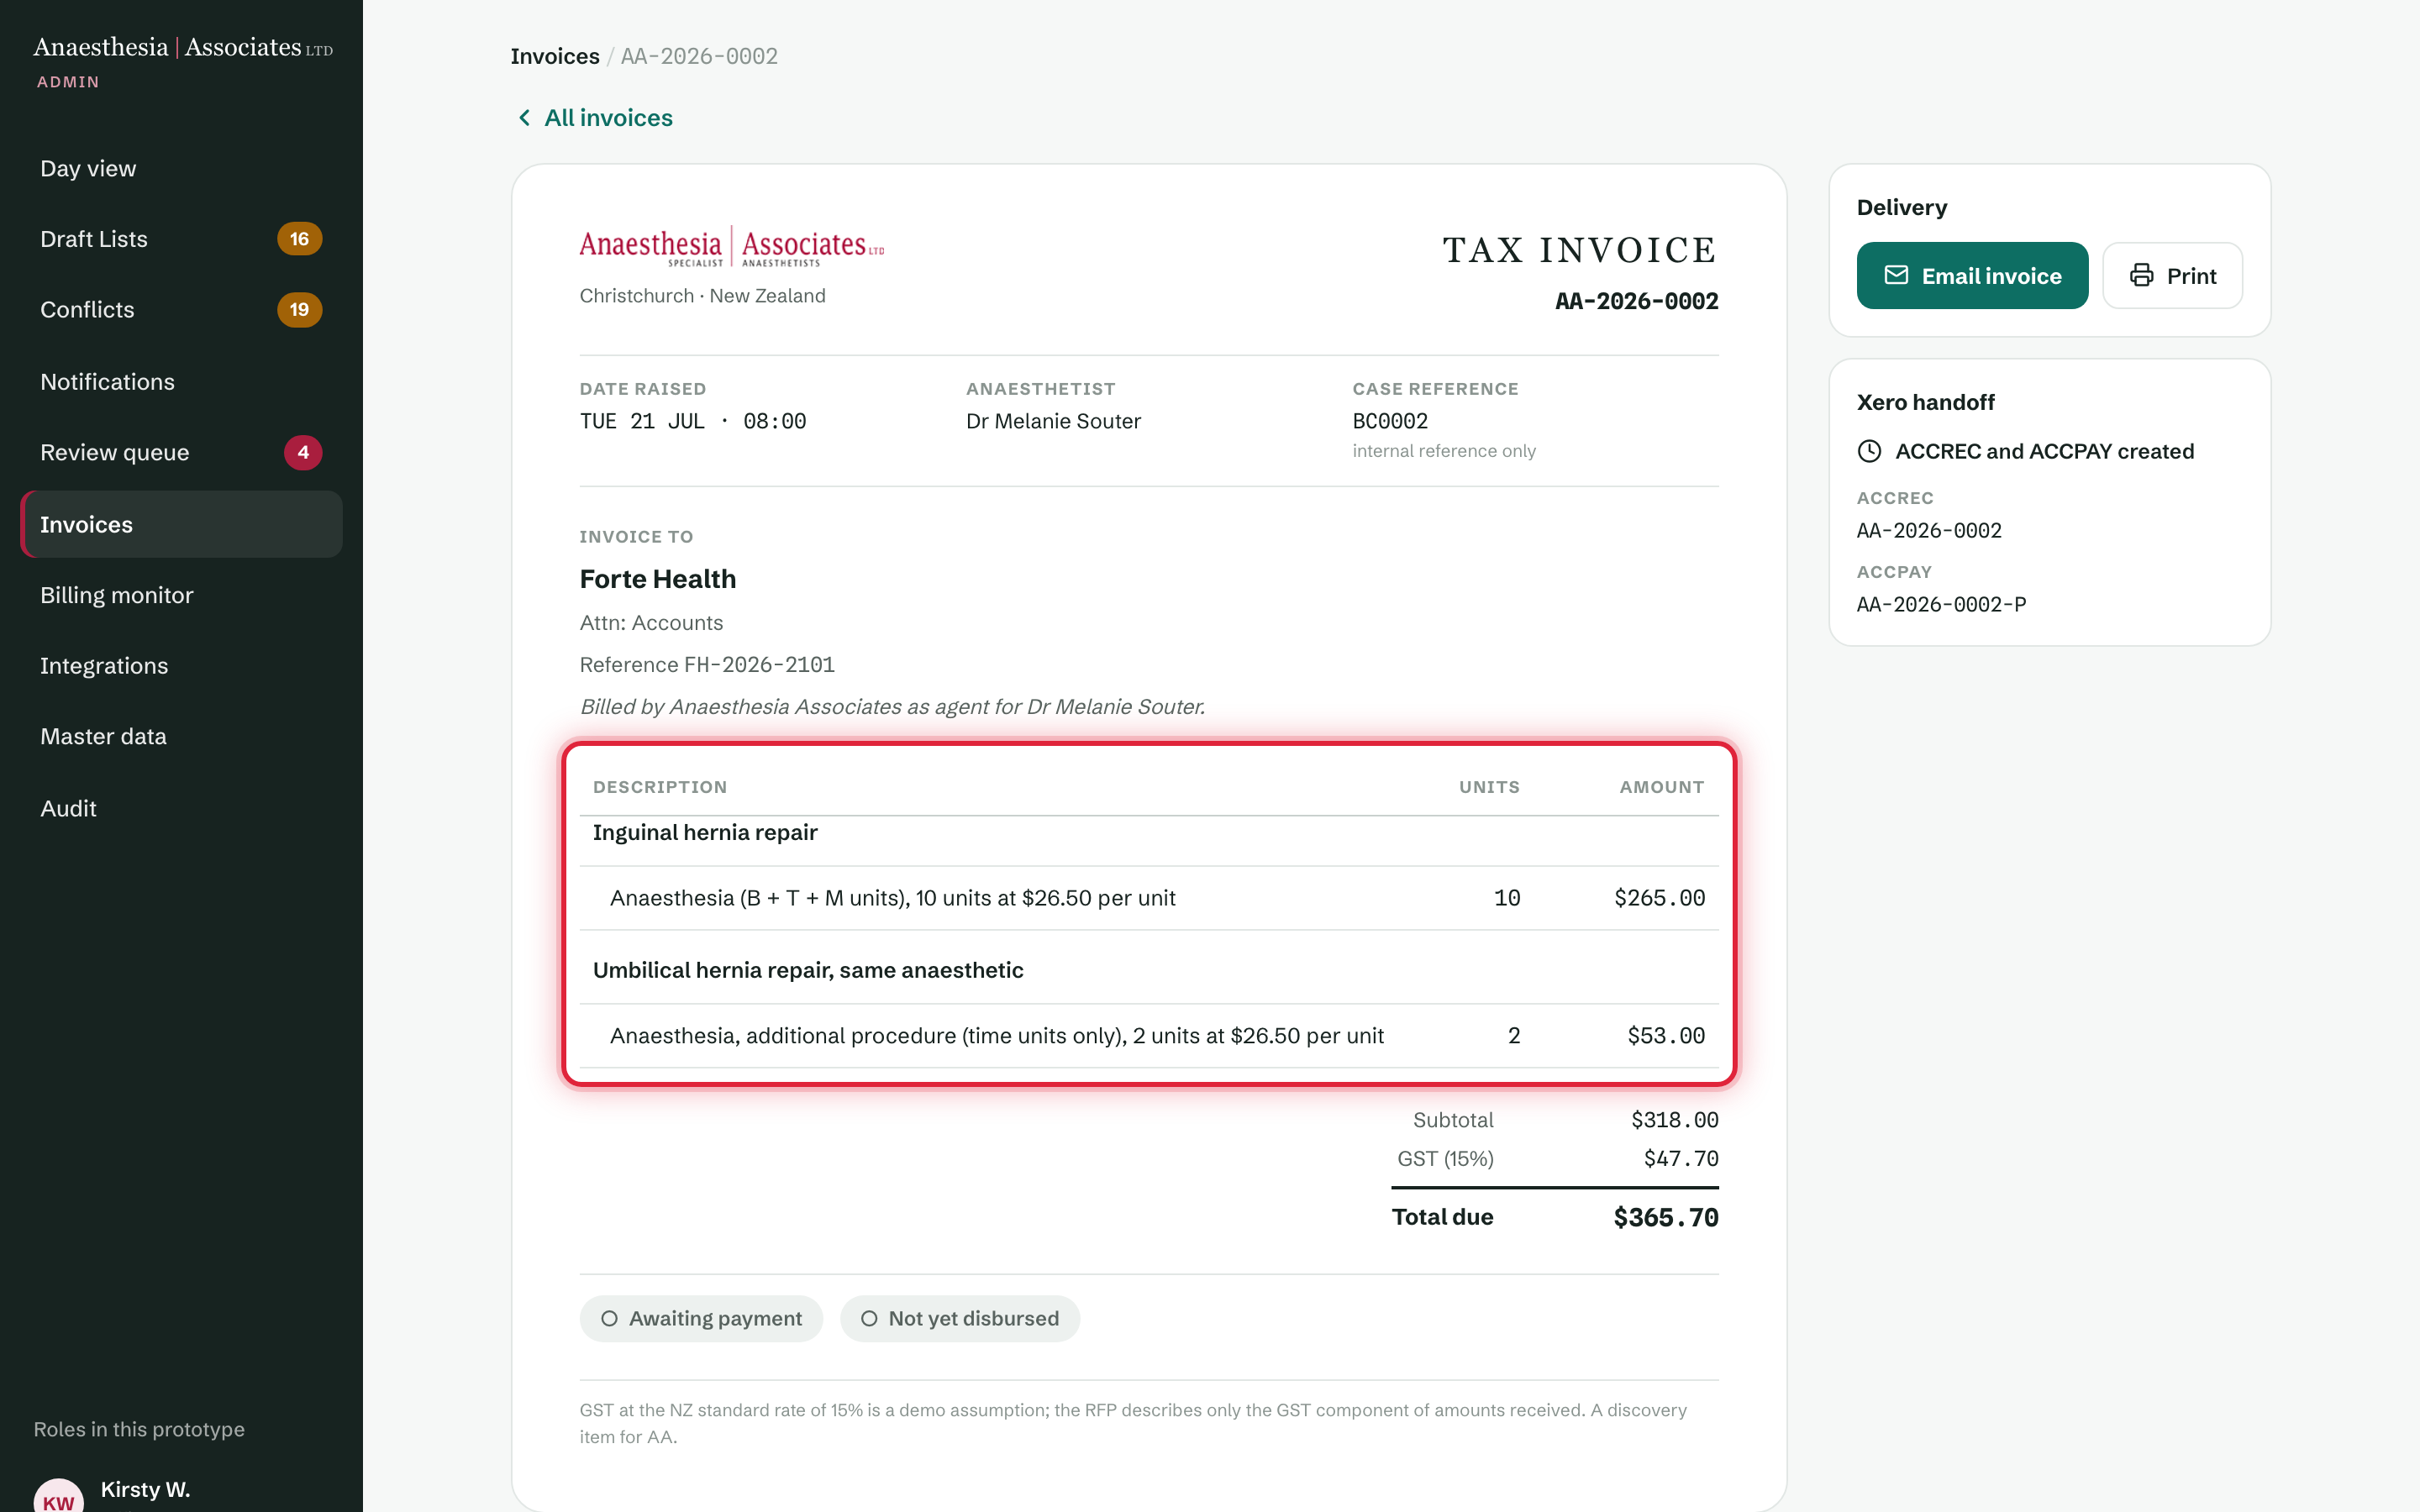 Anaesthesia | Associates LTD
ADMIN
Day view
Draft Lists 16
Conflicts 19
Notifications
Review queue 4
Invoices
Billing monitor
Integrations
Master data
Audit
Roles in this prototype
KW Kirsty W.
Invoices / AA-2026-0002
All invoices
Anaesthesia | Associates LTD
SPECIALIST ANAESTHETISTS
Christchurch · New Zealand
TAX INVOICE
AA-2026-0002
DATE RAISED
TUE 21 JUL · 08:00
ANAESTHETIST
Dr Melanie Souter
CASE REFERENCE
BC0002
internal reference only
INVOICE TO
Forte Health
Attn: Accounts
Reference FH-2026-2101
Billed by Anaesthesia Associates as agent for Dr Melanie Souter.
DESCRIPTION UNITS AMOUNT
Inguinal hernia repair
Anaesthesia (B + T + M units), 10 units at $26.50 per unit 10 $265.00
Umbilical hernia repair, same anaesthetic
Anaesthesia, additional procedure (time units only), 2 units at $26.50 per unit 2 $53.00
Subtotal $318.00
GST (15%) $47.70
Total due $365.70
Awaiting payment
Not yet disbursed
GST at the NZ standard rate of 15% is a demo assumption; the RFP describes only the GST component of amounts received. A discovery
item for AA.
Delivery
Email invoice
Print
Xero handoff
ACCREC and ACCPAY created
ACCREC
AA-2026-0002
ACCPAY
AA-2026-0002-P